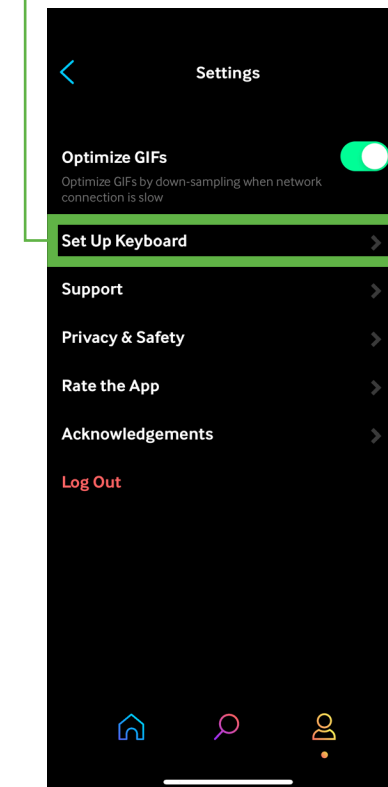 Settings
Optimize GIFs
Optimize GIFs by down-sampling when network
connection is slow
Set Up Keyboard
Support
Privacy & Safety
Rate the App
Acknowledgements
Log Out